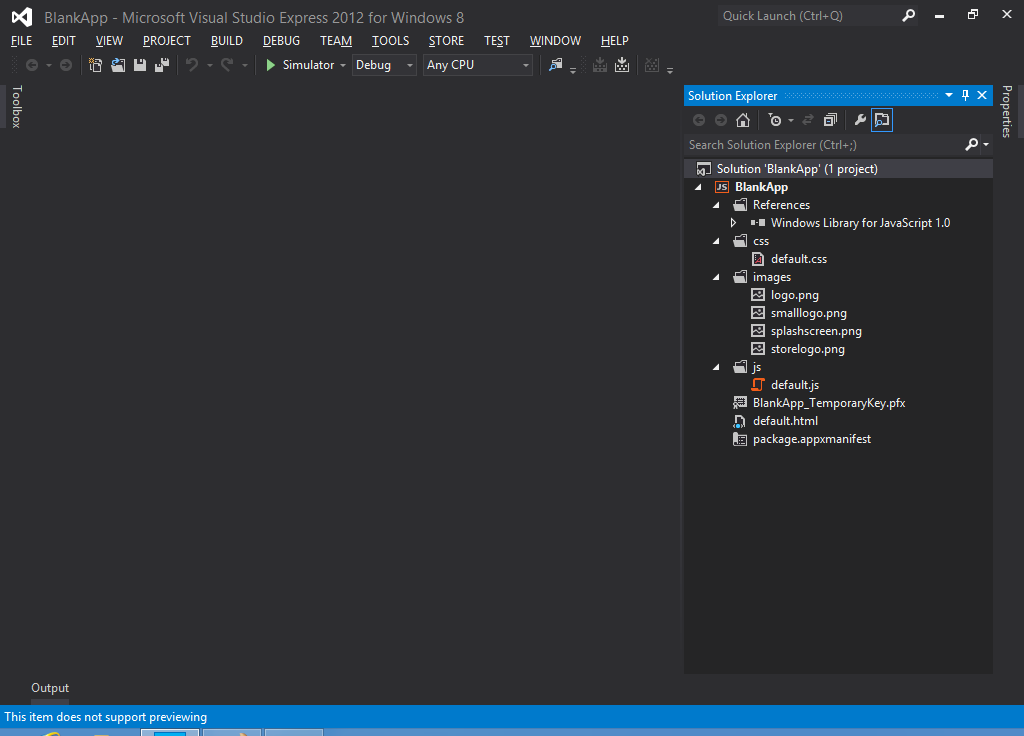 BlankApp - Microsoft Visual Studio Express 2012 for Windows 8
Quick Launch (Ctrl+Q)
FILE EDIT VIEW PROJECT BUILD DEBUG TEAM TOOLS STORE TEST WINDOW HELP
Simulator Debug Any CPU
Toolbox
Solution Explorer
Properties
Search Solution Explorer (Ctrl+;)
Solution 'BlankApp' (1 project)
JS BlankApp
References
Windows Library for JavaScript 1.0
css
default.css
images
logo.png
smalllogo.png
splashscreen.png
storelogo.png
js
default.js
BlankApp_TemporaryKey.pfx
default.html
package.appxmanifest
Output
This item does not support previewing